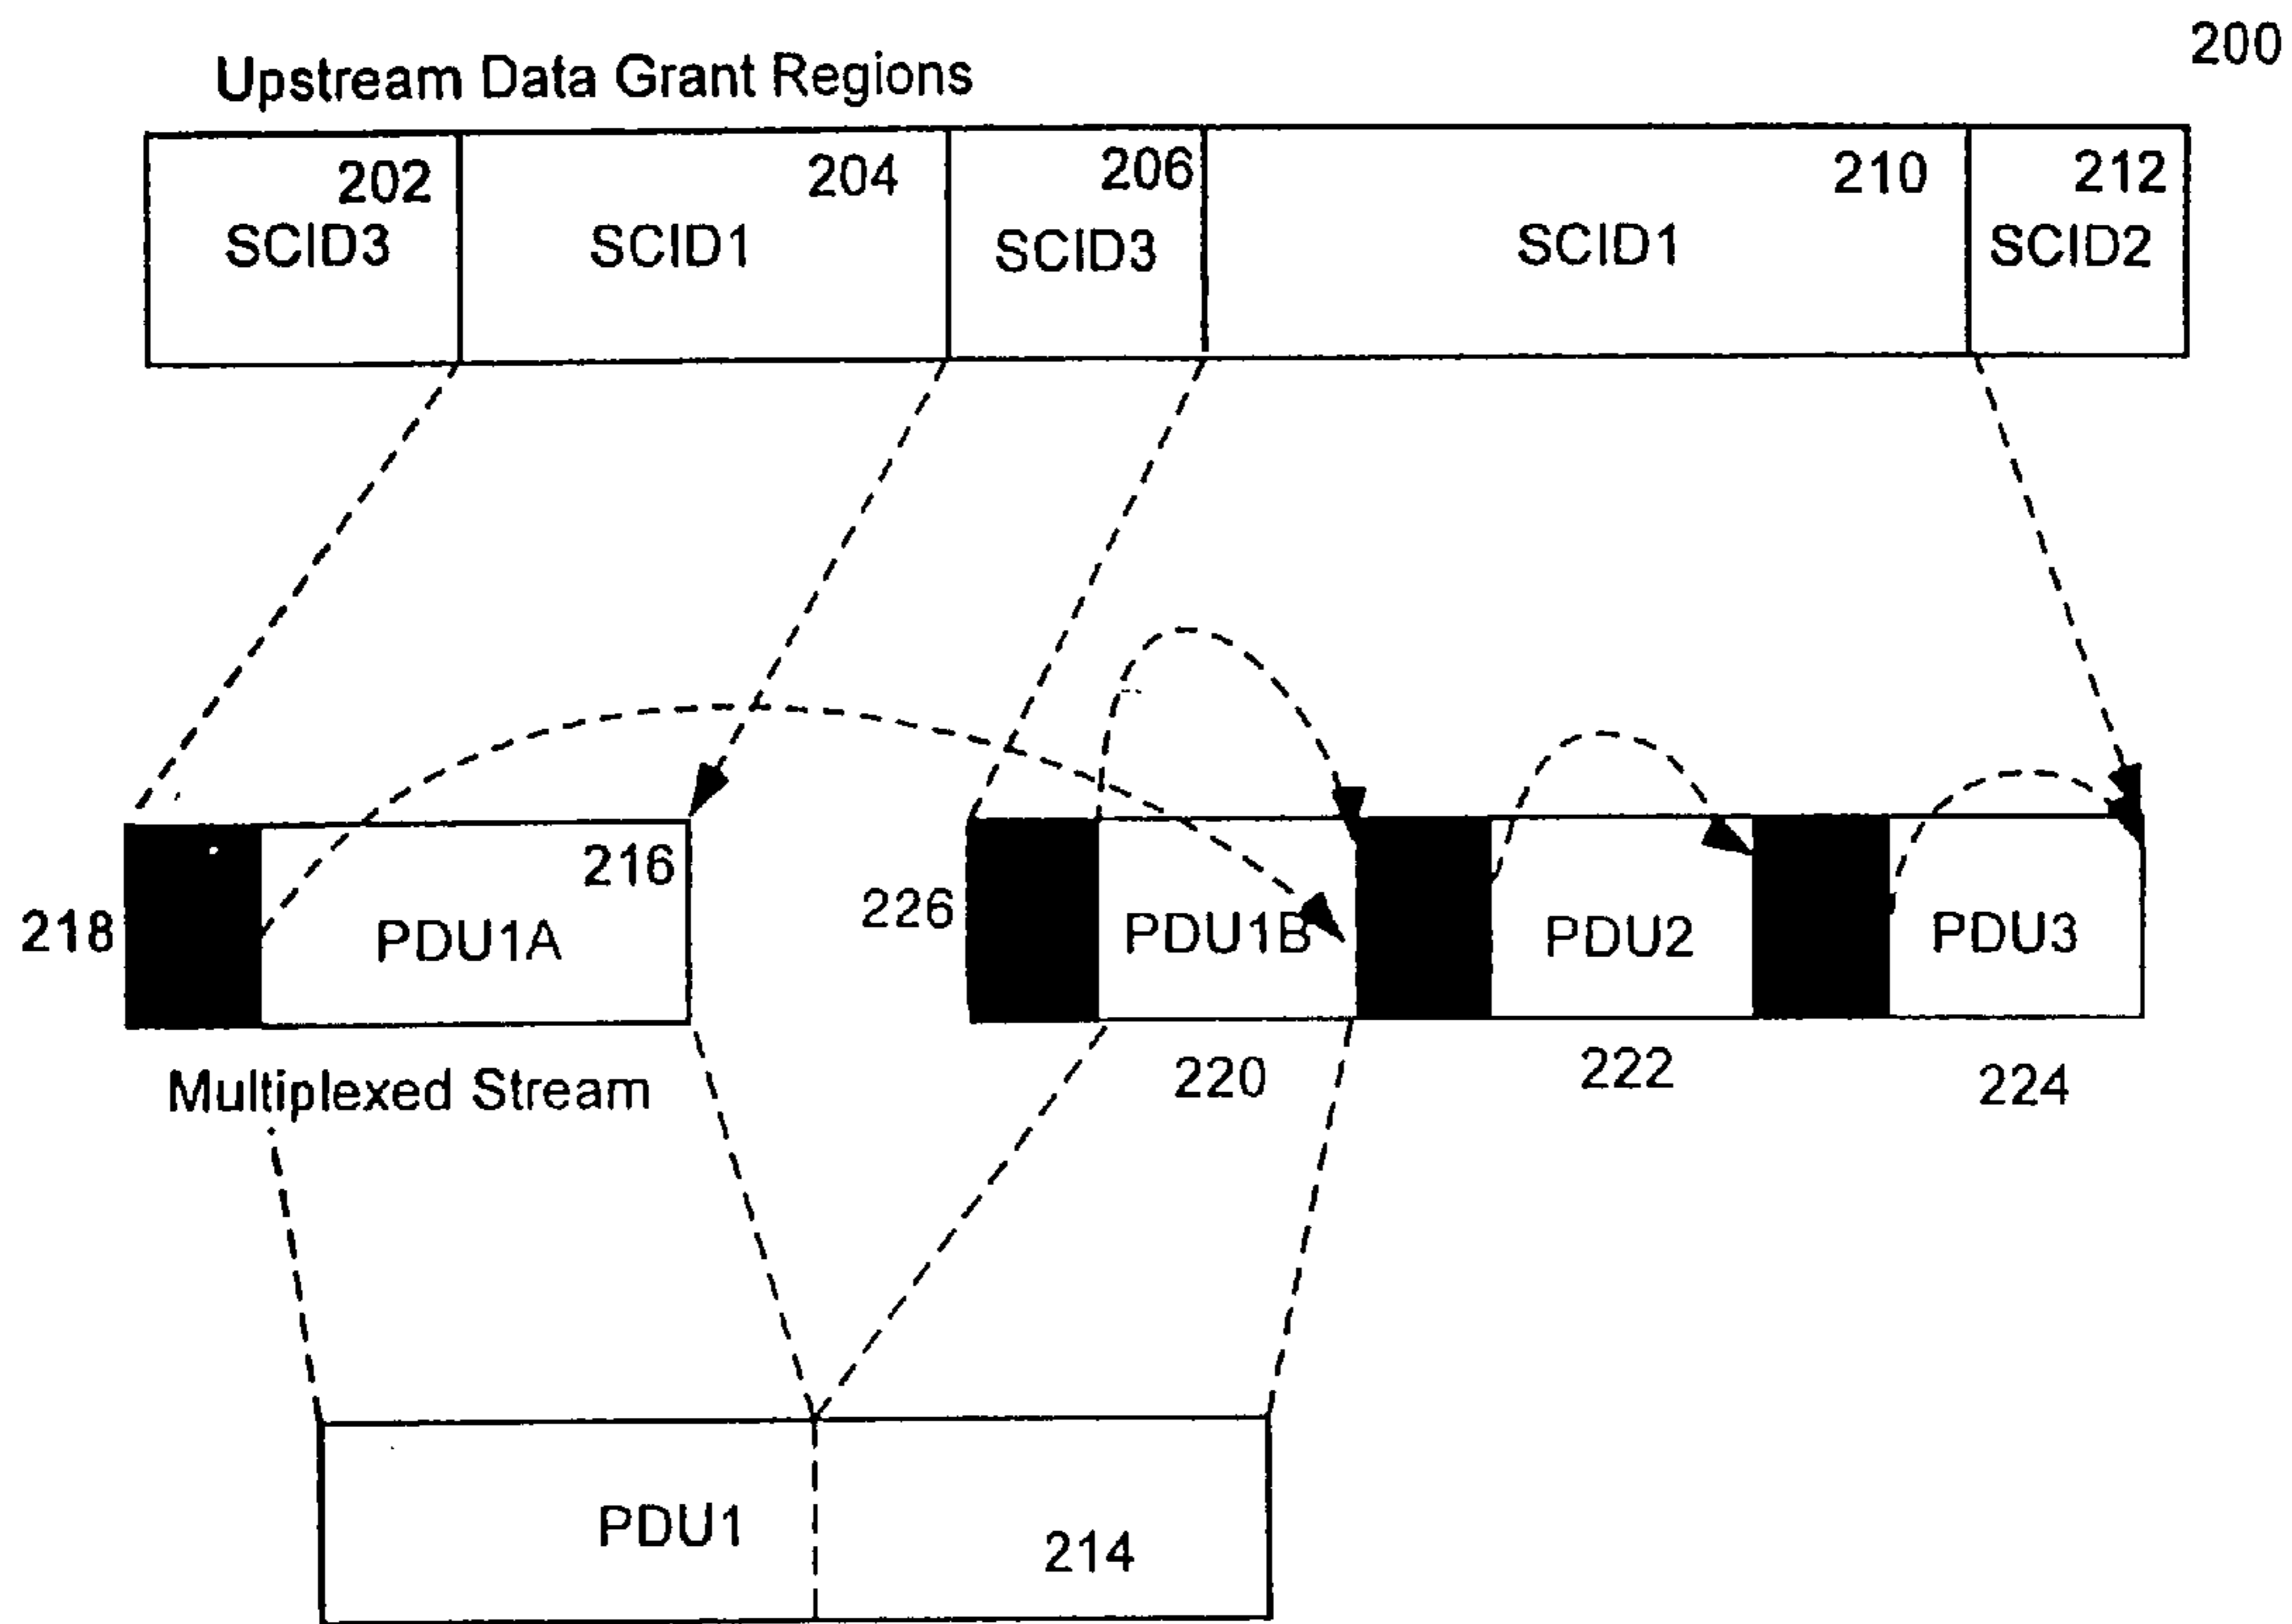 200
Upstream Data Grant Regions
202
204
206
210
212
SCID3
SCID1
SCID3
SCID1
SCID2
216
218
PDU1A
226
PDU1B
PDU2
PDU3
Multiplexed Stream
220
222
224
PDU1
214